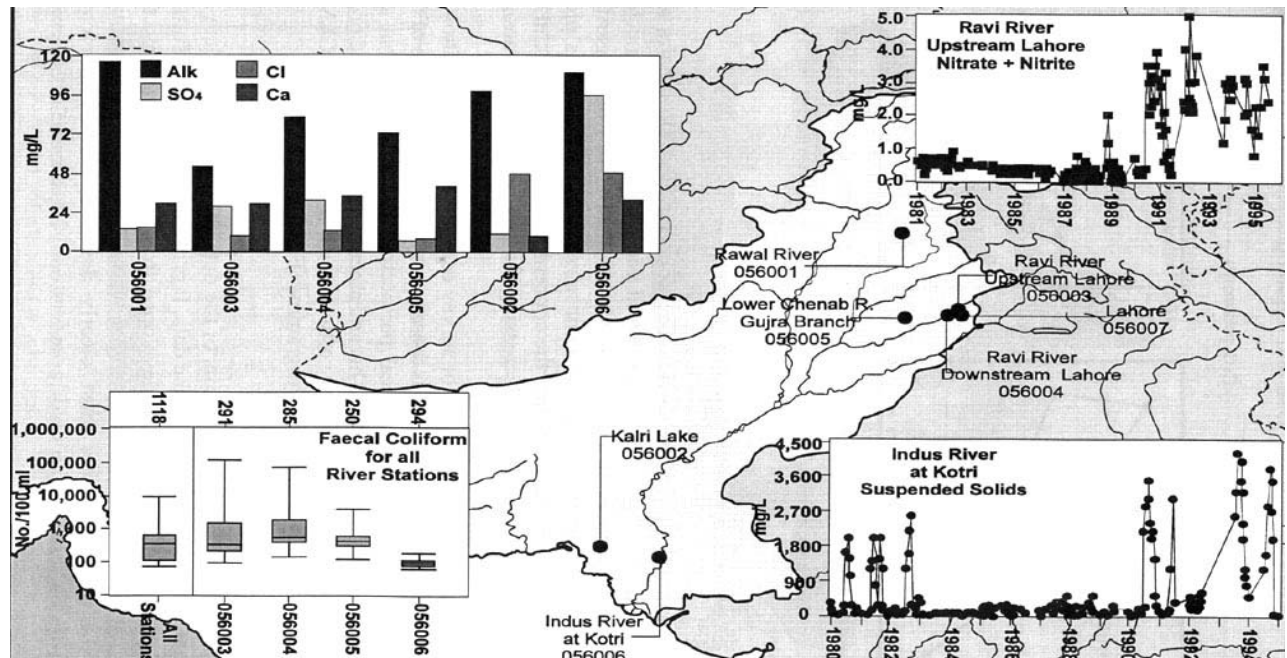 120
96
72
48
24
0
mg/L
Alk
SO₄
Cl
Ca
056001
056003
056004
056005
056002
056006
5.0
4.0
3.0
2.0
1.0
0.0
mg/L
Ravi River
Upstream Lahore
Nitrate + Nitrite
1981
1983
1985
1987
1989
1991
1993
1995
Rawal River
056001
Lower Chenab R.
Gujra Branch
056005
Ravi River
Upstream Lahore
056003
Lahore
056007
Ravi River
Downstream Lahore
056004
Kalri Lake
056002
Indus River
at Kotri
056006
1118
291
285
250
294
1,000,000
100,000
10,000
1,000
100
10
No./100 ml
Faecal Coliform
for all
River Stations
All
Stations
056003
056004
056005
056006
4,500
3,600
2,700
1,800
900
0
mg/L
Indus River
at Kotri
Suspended Solids
1980
1982
1984
1986
1988
1990
1992
1994